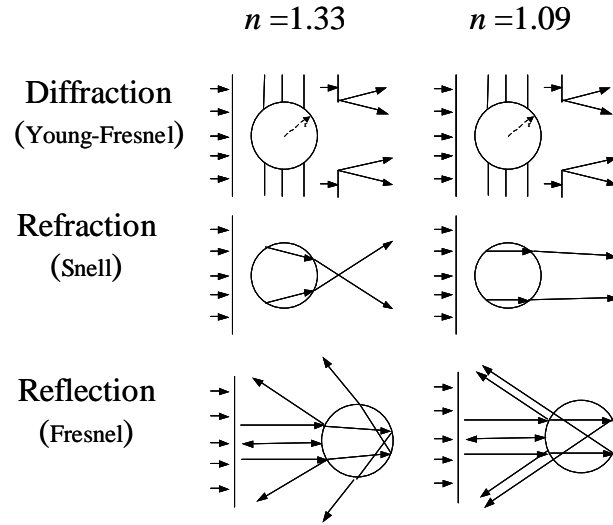 n =1.33 n =1.09
Diffraction
(Young-Fresnel)
Refraction
(Snell)
Reflection
(Fresnel)